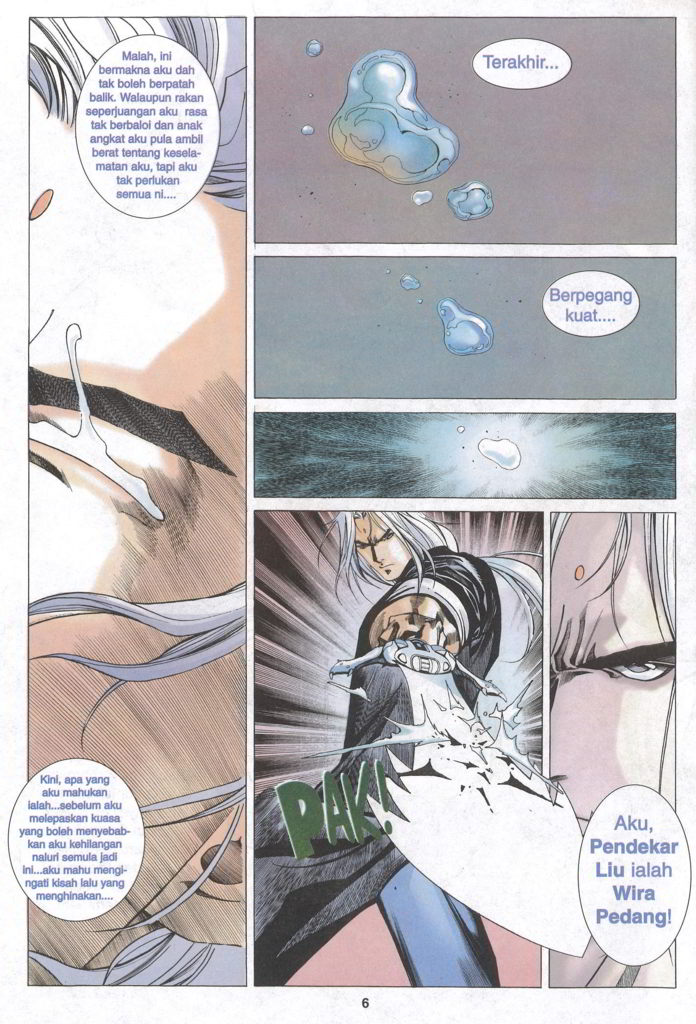 Malah, ini
bermakna aku dah
tak boleh berpatah
balik. Walaupun rakan
seperjuangan aku rasa
tak berbaloi dan anak
angkat aku pula ambil
berat tentang kesela-
matan aku, tapi aku
tak perlukan
semua ni....
Kini, apa yang
aku mahukan
ialah...sebelum aku
melepaskan kuasa
yang boleh menyebab-
kan aku kehilangan
naluri semula jadi
ini...aku mahu mengi-
ngati kisah lalu yang
menghinakan....
Terakhir...
Berpegang
kuat....
PAK!
Aku,
Pendekar
Liu ialah
Wira
Pedang!
6